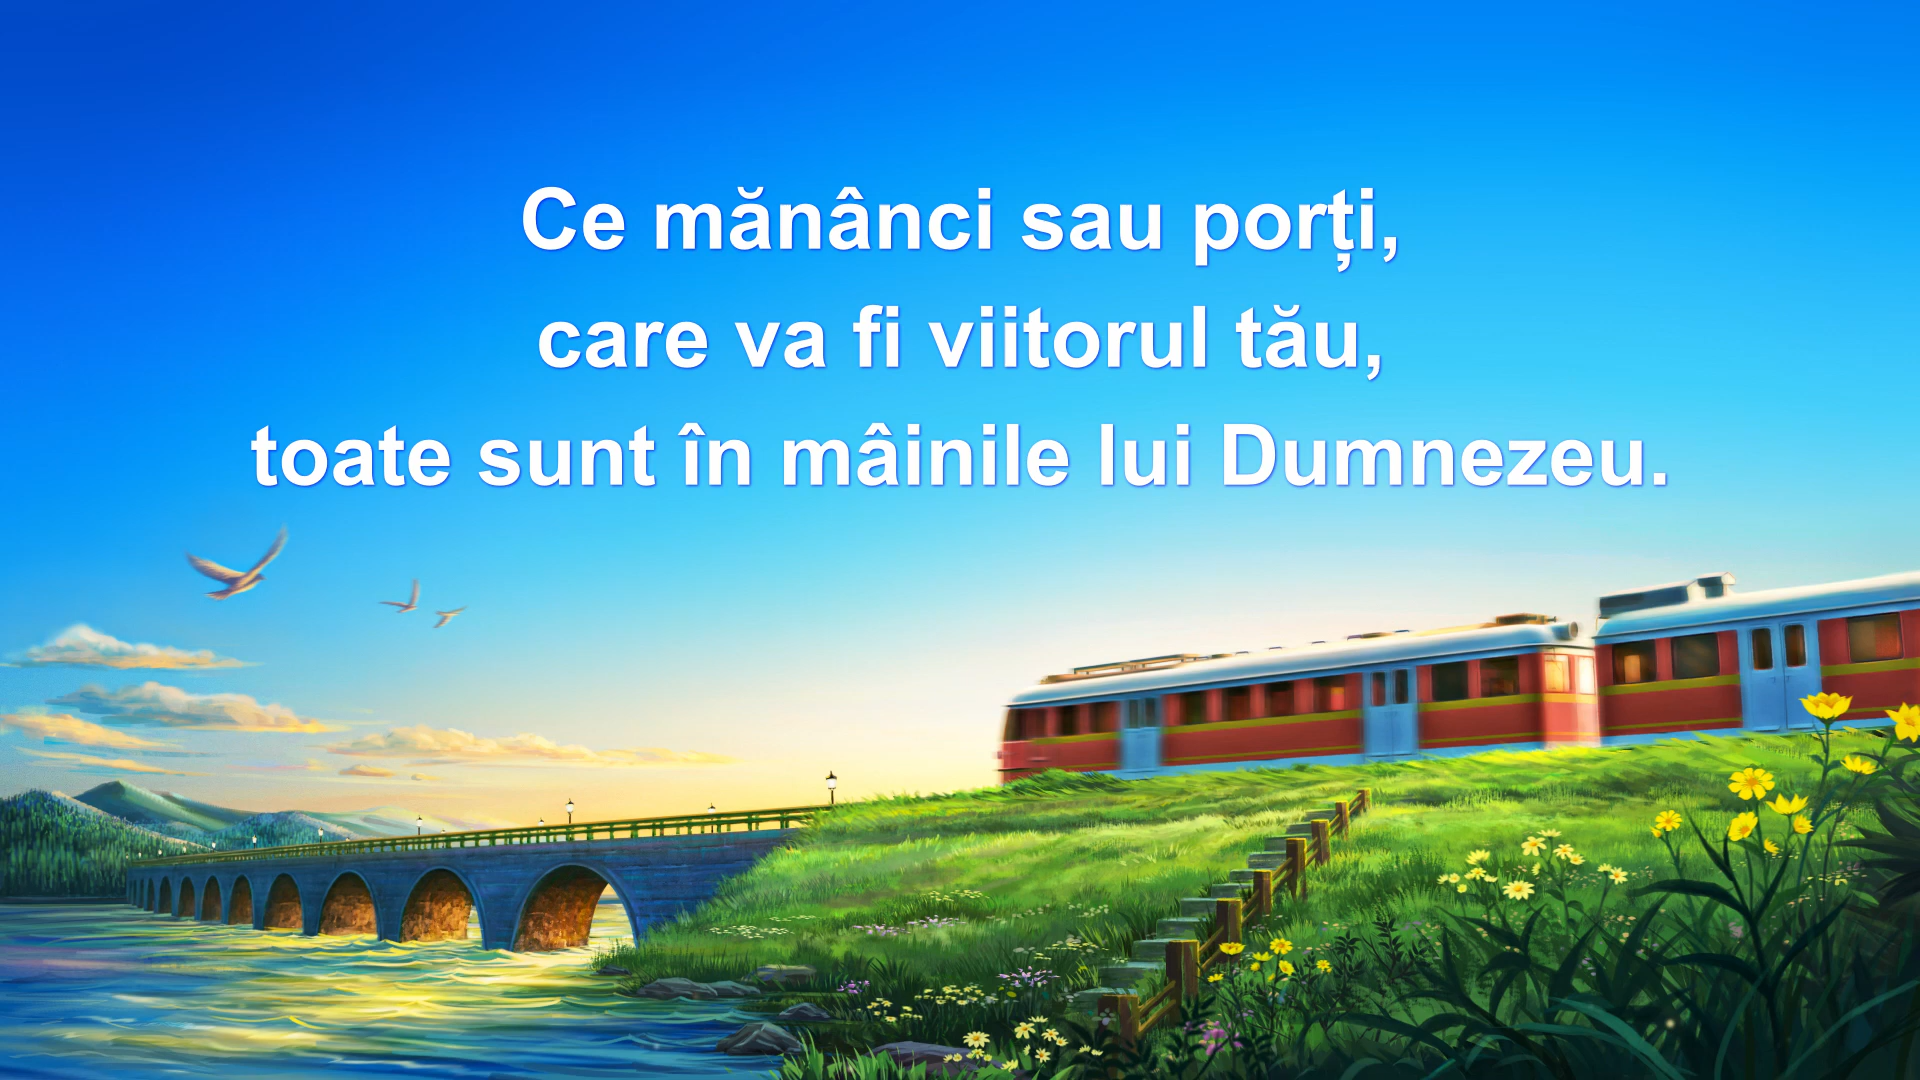 Ce mănânci sau porți,
care va fi viitorul tău,
toate sunt în mâinile lui Dumnezeu.